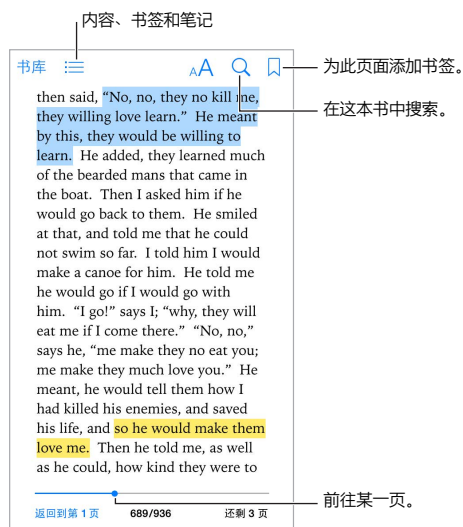 内容、书签和笔记
书库
AA
为此页面添加书签。
在这本书中搜索。
then said, “No, no, they no kill me,
they willing love learn.” He meant
by this, they would be willing to
learn. He added, they learned much
of the bearded mans that came in
the boat. Then I asked him if he
would go back to them. He smiled
at that, and told me that he could
not swim so far. I told him I would
make a canoe for him. He told me
he would go if I would go with
him. “I go!” says I; “why, they will
eat me if I come there.” “No, no,”
says he, “me make they no eat you;
me make they much love you.” He
meant, he would tell them how I
had killed his enemies, and saved
his life, and so he would make them
love me. Then he told me, as well
as he could, how kind they were to
前往某一页。
返回到第 1 页 689/936 还剩 3 页